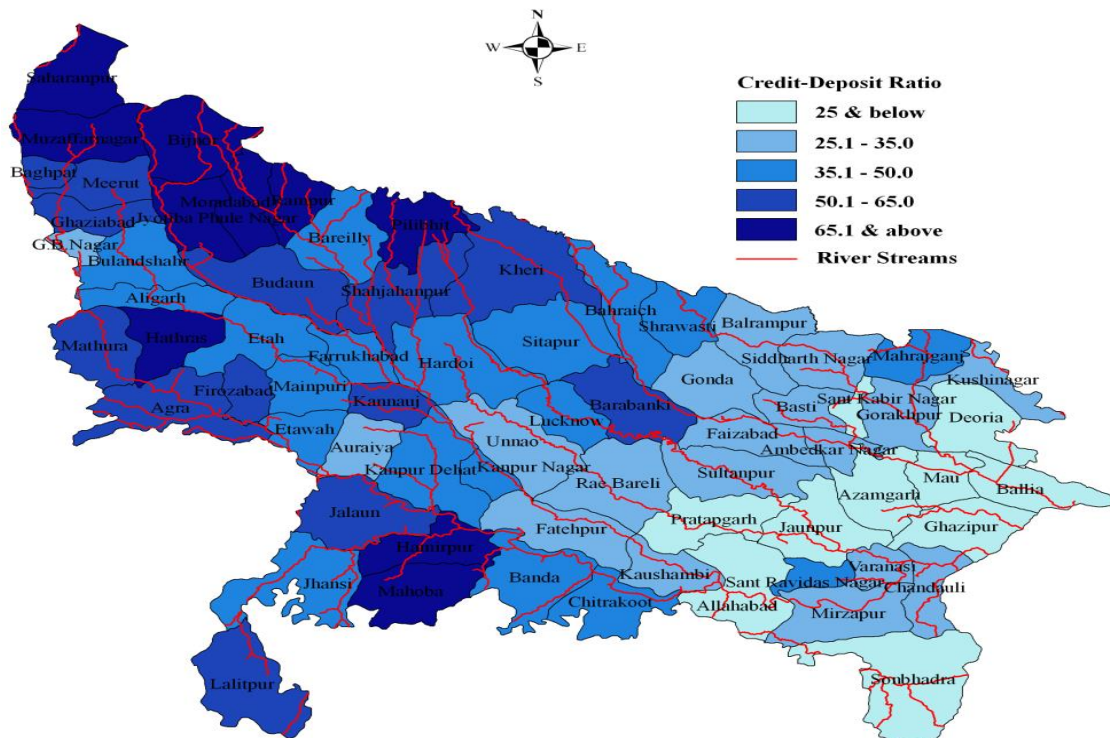 N
W E
S
Credit-Deposit Ratio
25 & below
25.1 - 35.0
35.1 - 50.0
50.1 - 65.0
65.1 & above
River Streams
Saharanpur
Muzaffarnagar
Bijnor
Baghpat
Meerut
Moradabad
Rampur
Ghaziabad
Jyotiba Phule Nagar
Pilibhit
Bareilly
G.B.Nagar
Bulandshahr
Kheri
Budaun
Shahjahanpur
Aligarh
Bahraich
Shrawasti
Balrampur
Hathras
Etah
Sitapur
Mathura
Farrukhabad
Hardoi
Siddharth Nagar
Mahrajganj
Gonda
Kushinagar
Firozabad
Mainpuri
Agra
Kannauj
Barabanki
Basti
Sant Kabir Nagar
Gorakhpur
Deoria
Lucknow
Etawah
Auraiya
Unnao
Faizabad
Ambedkar Nagar
Kanpur Dehat
Kanpur Nagar
Sultanpur
Rae Bareli
Mau
Azamgarh
Ballia
Jalaun
Fatehpur
Pratapgarh
Jaunpur
Ghazipur
Hamirpur
Jhansi
Mahoba
Banda
Kaushambi
Varanasi
Sant Ravidas Nagar
Chandauli
Chitrakoot
Allahabad
Mirzapur
Lalitpur
Sonbhadra